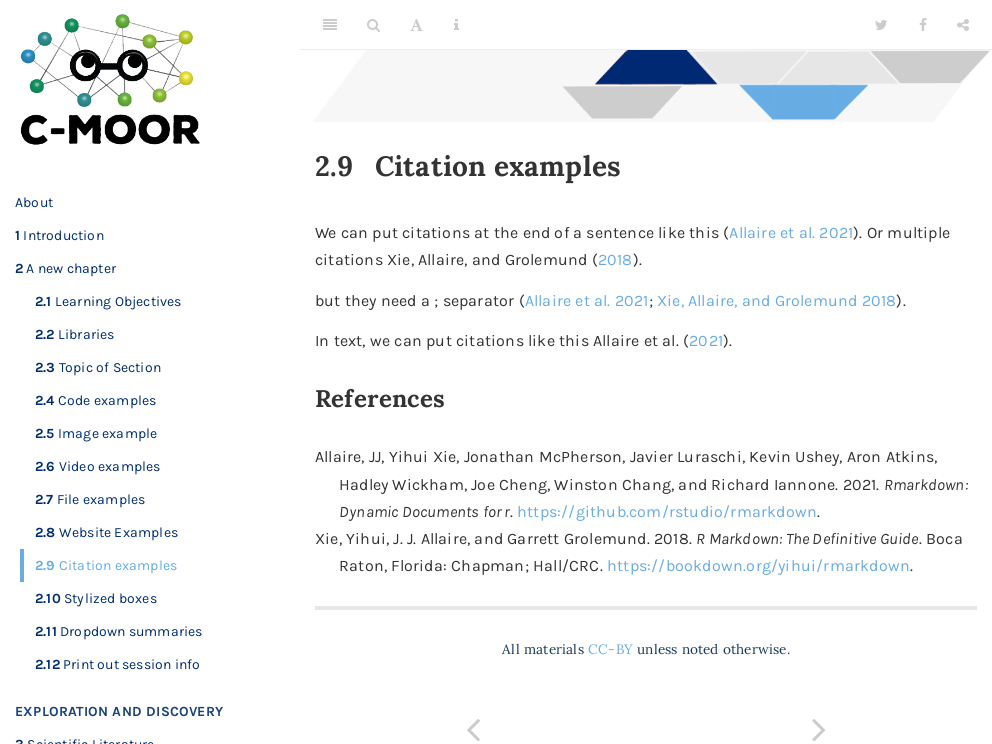 C-MOOR
About
1 Introduction
2 A new chapter
2.1 Learning Objectives
2.2 Libraries
2.3 Topic of Section
2.4 Code examples
2.5 Image example
2.6 Video examples
2.7 File examples
2.8 Website Examples
2.9 Citation examples
2.10 Stylized boxes
2.11 Dropdown summaries
2.12 Print out session info
EXPLORATION AND DISCOVERY
3 Scientific Literature
A
i
2.9 Citation examples
We can put citations at the end of a sentence like this (Allaire et al. 2021). Or multiple
citations Xie, Allaire, and Grolemund (2018).
but they need a ; separator (Allaire et al. 2021; Xie, Allaire, and Grolemund 2018).
In text, we can put citations like this Allaire et al. (2021).
References
Allaire, JJ, Yihui Xie, Jonathan McPherson, Javier Luraschi, Kevin Ushey, Aron Atkins,
Hadley Wickham, Joe Cheng, Winston Chang, and Richard Iannone. 2021. Rmarkdown:
Dynamic Documents for r. https://github.com/rstudio/rmarkdown.
Xie, Yihui, J. J. Allaire, and Garrett Grolemund. 2018. R Markdown: The Definitive Guide. Boca
Raton, Florida: Chapman; Hall/CRC. https://bookdown.org/yihui/rmarkdown.
All materials CC-BY unless noted otherwise.